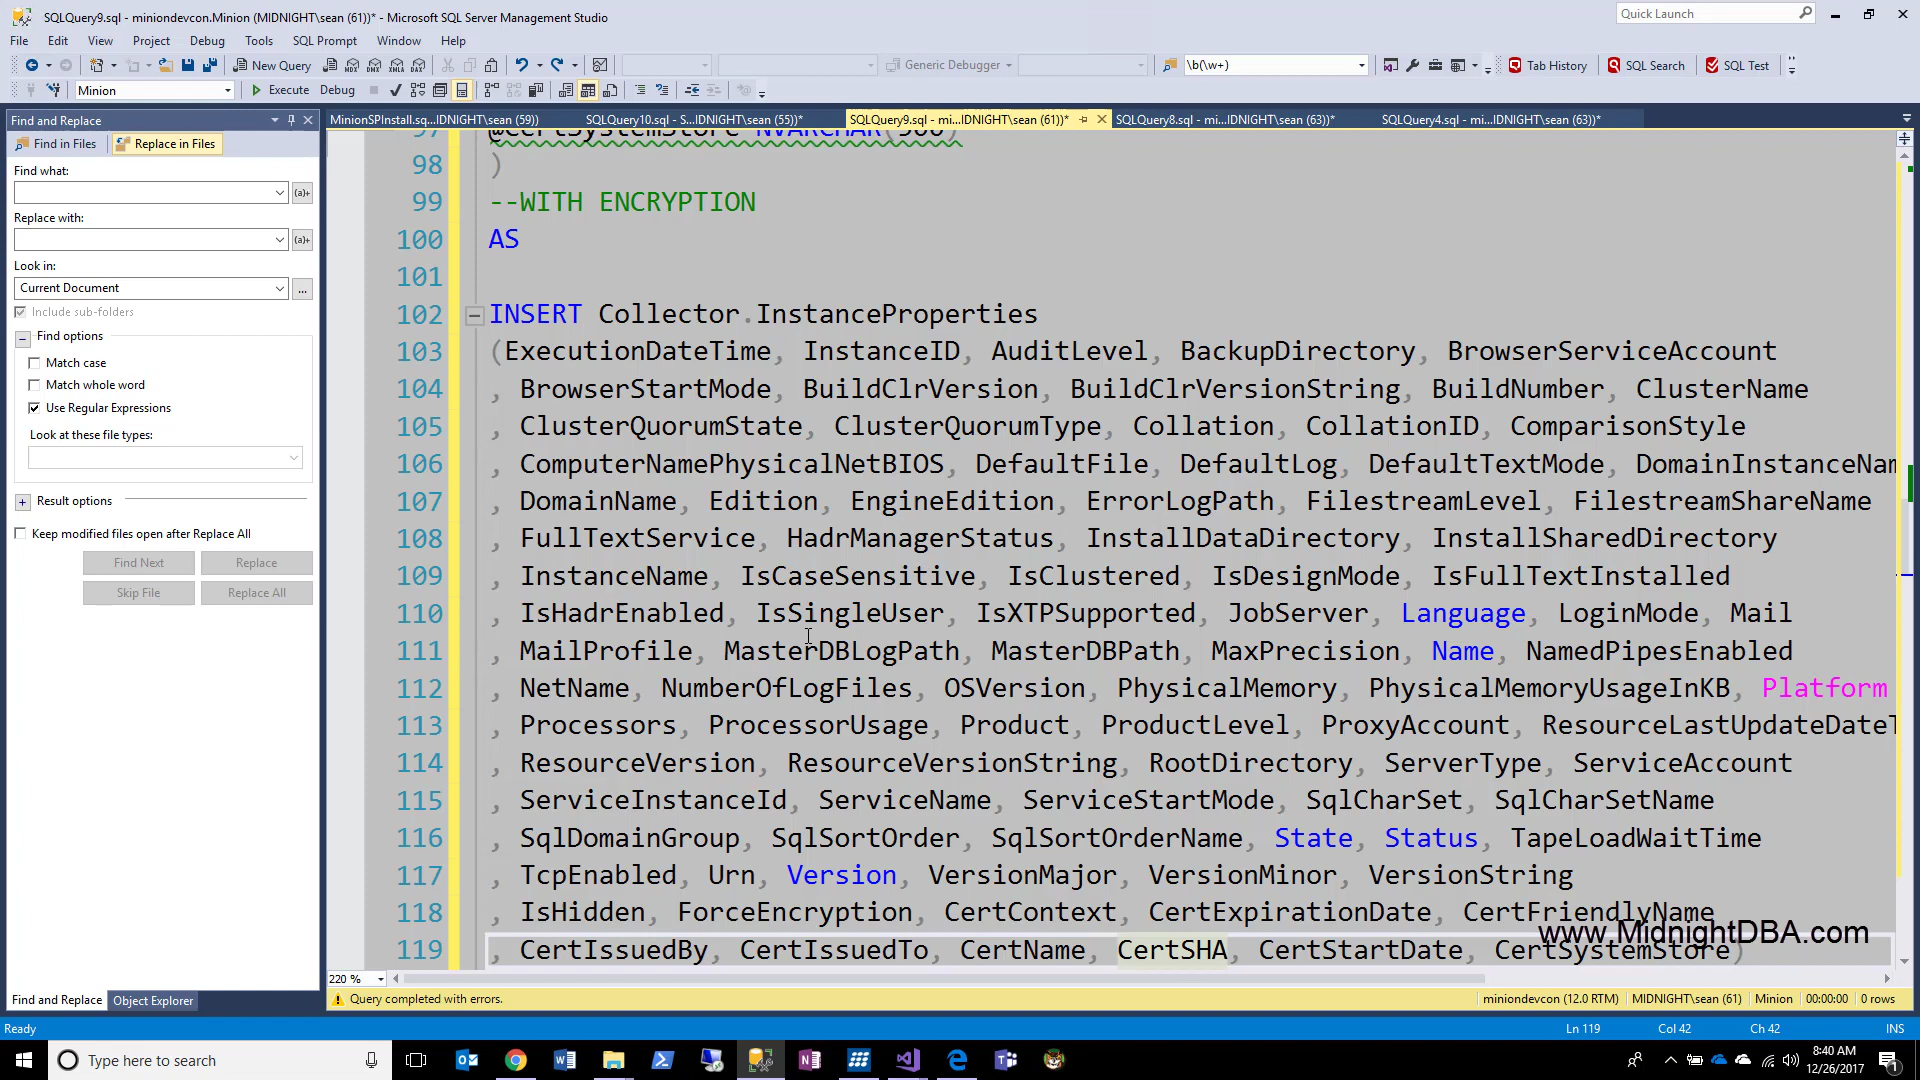 SQLQuery9.sql - miniondevcon.Minion (MIDNIGHT\sean (61))* - Microsoft SQL Server Management Studio
Quick Launch
File Edit View Project Debug Tools SQL Prompt Window Help
New Query
Generic Debugger
\b(\w+)
Tab History
SQL Search
SQL Test
Minion
Execute Debug
Find and Replace
MinionSPInstall.sq...IDNIGHT\sean (59))
SQLQuery10.sql - S...IDNIGHT\sean (55))*
SQLQuery9.sql - mi...IDNIGHT\sean (61))*
SQLQuery8.sql - mi...IDNIGHT\sean (63))*
SQLQuery4.sql - mi...IDNIGHT\sean (63))*
Find in Files
Replace in Files
Find what:
(a)+
Replace with:
(a)+
Look in:
Current Document
...
Include sub-folders
Find options
Match case
Match whole word
Use Regular Expressions
Look at these file types:
Result options
Keep modified files open after Replace All
Find Next
Replace
Skip File
Replace All
Find and Replace
Object Explorer
97 @CertSystemStore NVARCHAR(500)
98 )
99 --WITH ENCRYPTION
100 AS
101
102 INSERT Collector.InstanceProperties
103 (ExecutionDateTime, InstanceID, AuditLevel, BackupDirectory, BrowserServiceAccount
104 , BrowserStartMode, BuildClrVersion, BuildClrVersionString, BuildNumber, ClusterName
105 , ClusterQuorumState, ClusterQuorumType, Collation, CollationID, ComparisonStyle
106 , ComputerNamePhysicalNetBIOS, DefaultFile, DefaultLog, DefaultTextMode, DomainInstanceNam
107 , DomainName, Edition, EngineEdition, ErrorLogPath, FilestreamLevel, FilestreamShareName
108 , FullTextService, HadrManagerStatus, InstallDataDirectory, InstallSharedDirectory
109 , InstanceName, IsCaseSensitive, IsClustered, IsDesignMode, IsFullTextInstalled
110 , IsHadrEnabled, IsSingleUser, IsXTPSupported, JobServer, Language, LoginMode, Mail
111 , MailProfile, MasterDBLogPath, MasterDBPath, MaxPrecision, Name, NamedPipesEnabled
112 , NetName, NumberOfLogFiles, OSVersion, PhysicalMemory, PhysicalMemoryUsageInKB, Platform
113 , Processors, ProcessorUsage, Product, ProductLevel, ProxyAccount, ResourceLastUpdateDateT
114 , ResourceVersion, ResourceVersionString, RootDirectory, ServerType, ServiceAccount
115 , ServiceInstanceId, ServiceName, ServiceStartMode, SqlCharSet, SqlCharSetName
116 , SqlDomainGroup, SqlSortOrder, SqlSortOrderName, State, Status, TapeLoadWaitTime
117 , TcpEnabled, Urn, Version, VersionMajor, VersionMinor, VersionString
118 , IsHidden, ForceEncryption, CertContext, CertExpirationDate, CertFriendlyName
www.MidnightDBA.com
119 , CertIssuedBy, CertIssuedTo, CertName, CertSHA, CertStartDate, CertSystemStore)
220 %
Query completed with errors.
miniondevcon (12.0 RTM) MIDNIGHT\sean (61) Minion 00:00:00 0 rows
Ready
Ln 119 Col 42 Ch 42 INS
Type here to search
8:40 AM
12/26/2017
1